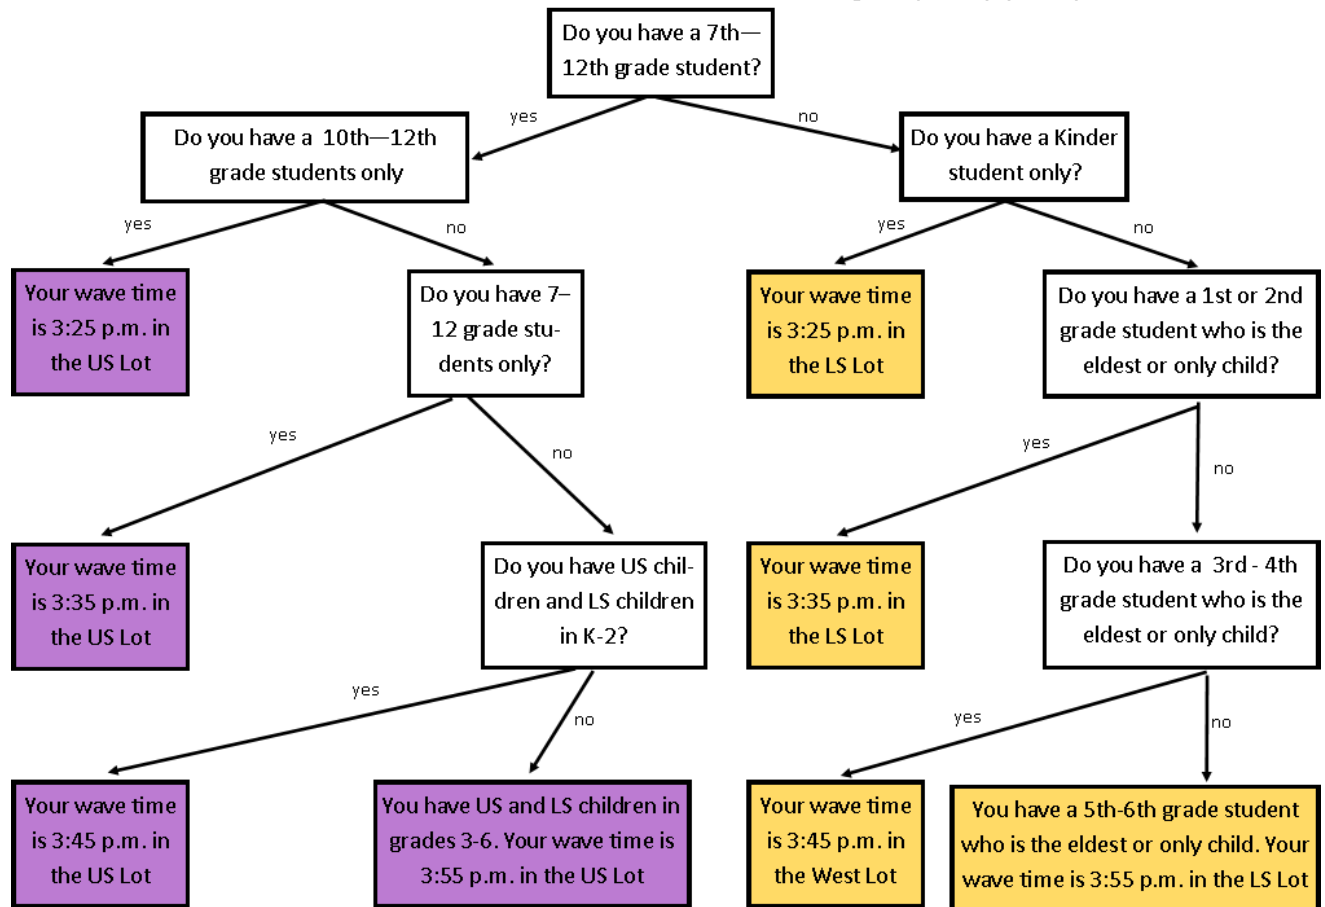 Do you have a 7th—
12th grade student?
yes
no
Do you have a  10th—12th
grade students only
Do you have a Kinder
student only?
yes
no
yes
no
Your wave time
is 3:25 p.m. in
the US Lot
Do you have 7–
12 grade stu-
dents only?
Your wave time
is 3:25 p.m. in
the LS Lot
Do you have a 1st or 2nd
grade student who is the
eldest or only child?
yes
no
yes
no
Your wave time
is 3:35 p.m. in
the US Lot
Do you have US chil-
dren and LS children
in K-2?
Your wave time
is 3:35 p.m. in
the LS Lot
Do you have a  3rd - 4th
grade student who is the
eldest or only child?
yes
no
yes
no
Your wave time
is 3:45 p.m. in
the US Lot
You have US and LS children in
grades 3-6. Your wave time is
3:55 p.m. in the US Lot
Your wave time
is 3:45 p.m. in
the West Lot
You have a 5th-6th grade student
who is the eldest or only child. Your
wave time is 3:55 p.m. in the LS Lot